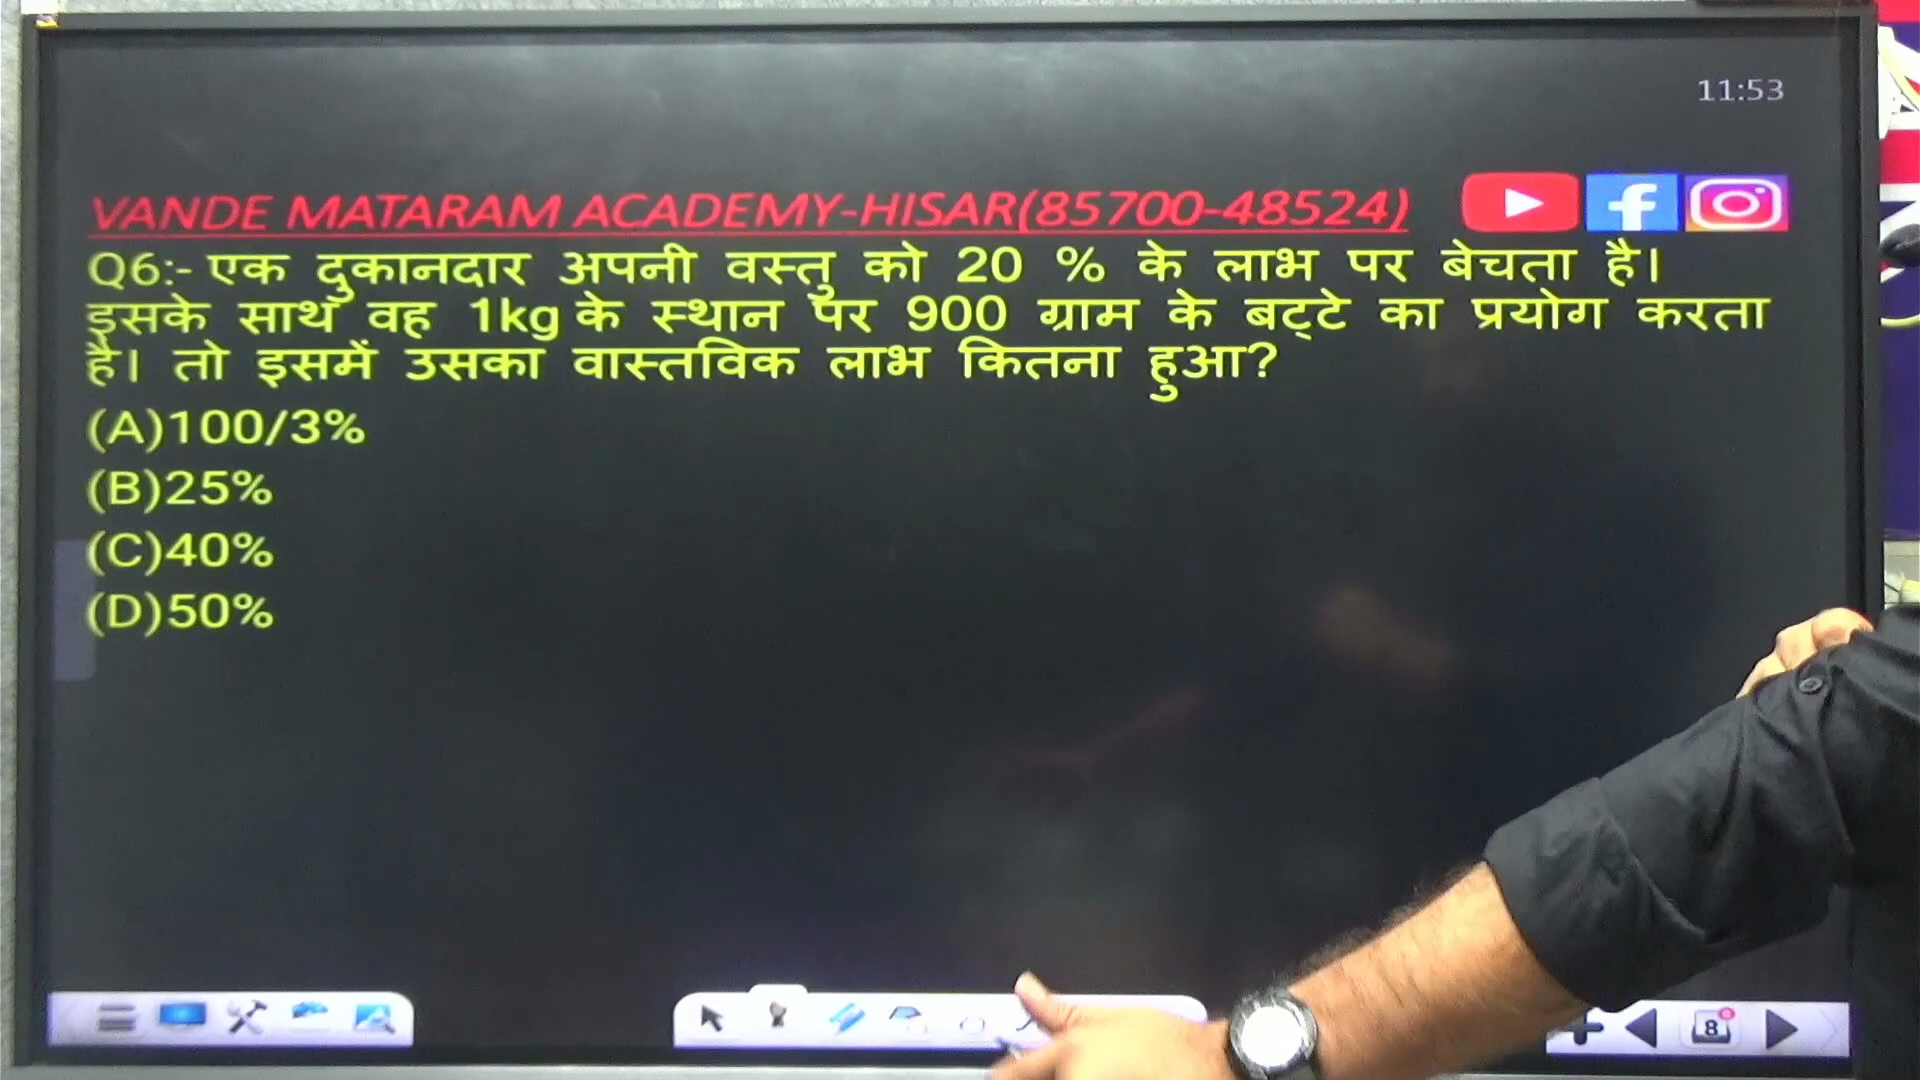 11:53
VANDE MATARAM ACADEMY-HISAR(85700-48524)
Q6:- एक दुकानदार अपनी वस्तु को 20 % के लाभ पर बेचता है।
इसके साथ वह 1kg के स्थान पर 900 ग्राम के बट्टे का प्रयोग करता
है। तो इसमें उसका वास्तविक लाभ कितना हुआ?
(A)100/3%
(B)25%
(C)40%
(D)50%
8